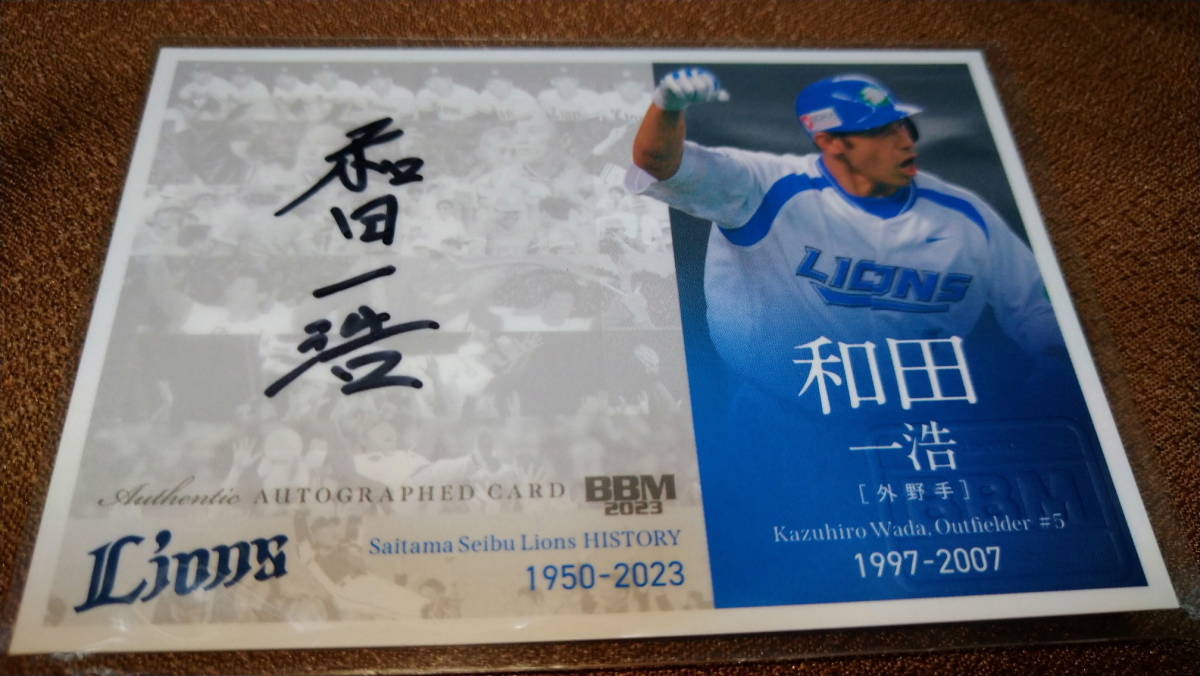 和田一浩
Authentic AUTOGRAPHED CARD BBM 2023
Lions
Saitama Seibu Lions HISTORY
1950-2023
LIONS
和田
一浩
[外野手]
BBM
Kazuhiro Wada, Outfielder #5
1997-2007